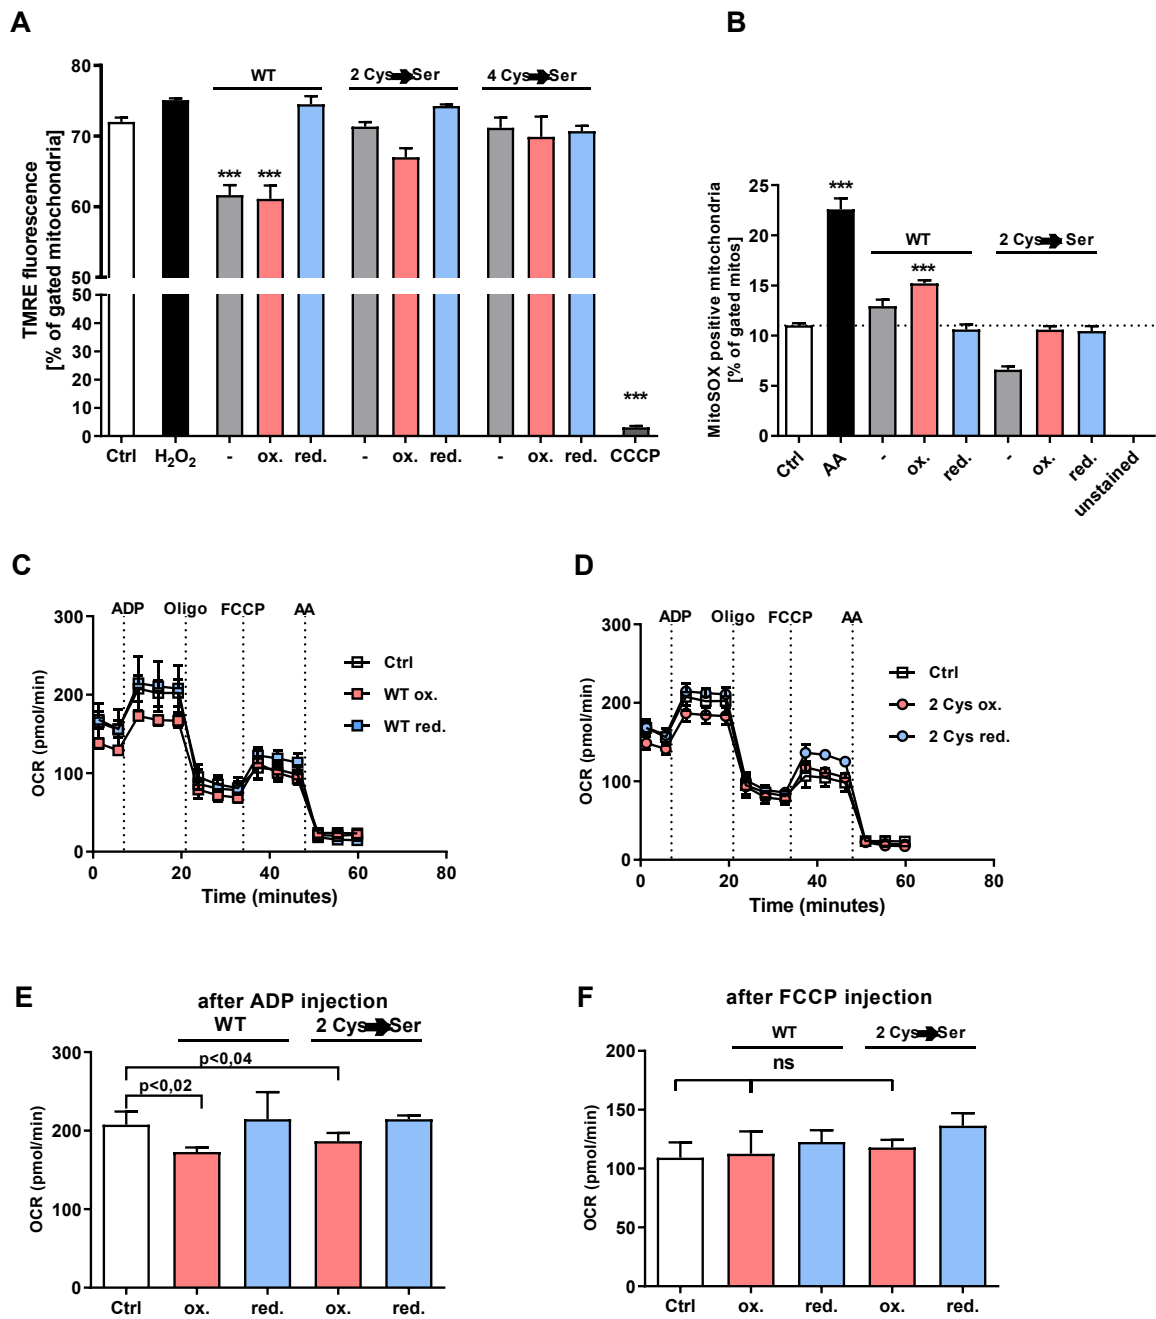 A
TMRE fluorescence
[% of gated mitochondria]
80
70
60
50
50
40
30
20
10
0
WT
2 Cys➔Ser
4 Cys➔Ser
***
***
***
Ctrl
H₂O₂
-
ox.
red.
-
ox.
red.
-
ox.
red.
CCCP
B
MitoSOX positive mitochondria
[% of gated mitos]
25
20
15
10
5
0
***
WT
***
2 Cys➔Ser
Ctrl
AA
-
ox.
red.
-
ox.
red.
unstained
C
OCR (pmol/min)
300
200
100
0
ADP
Oligo
FCCP
AA
Ctrl
WT ox.
WT red.
0
20
40
60
80
Time (minutes)
D
OCR (pmol/min)
300
200
100
0
ADP
Oligo
FCCP
AA
Ctrl
2 Cys ox.
2 Cys red.
0
20
40
60
80
Time (minutes)
E
after ADP injection
WT
2 Cys➔Ser
OCR (pmol/min)
300
200
100
0
p<0,04
p<0,02
Ctrl
ox.
red.
ox.
red.
F
after FCCP injection
WT
2 Cys➔Ser
OCR (pmol/min)
200
150
100
50
0
ns
Ctrl
ox.
red.
ox.
red.